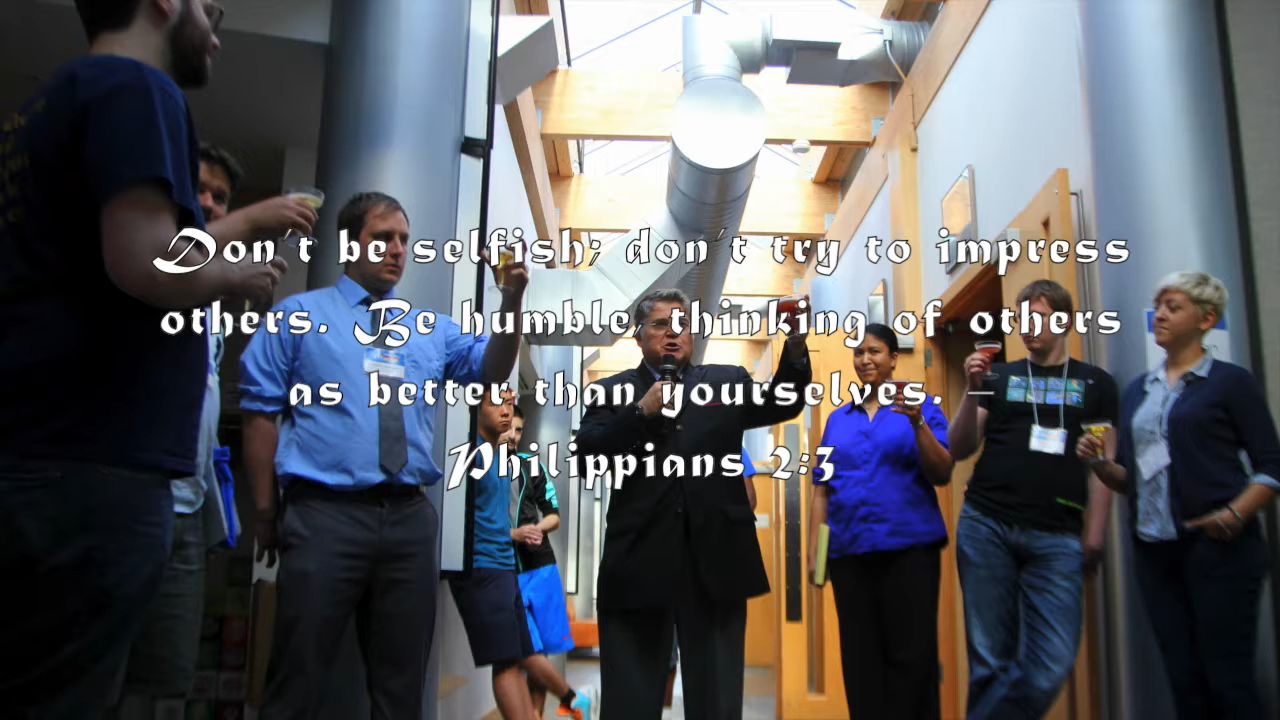 Don't be selfish; don't try to impress
others. Be humble, thinking of others
as better than yourselves. —
Philippians 2:3